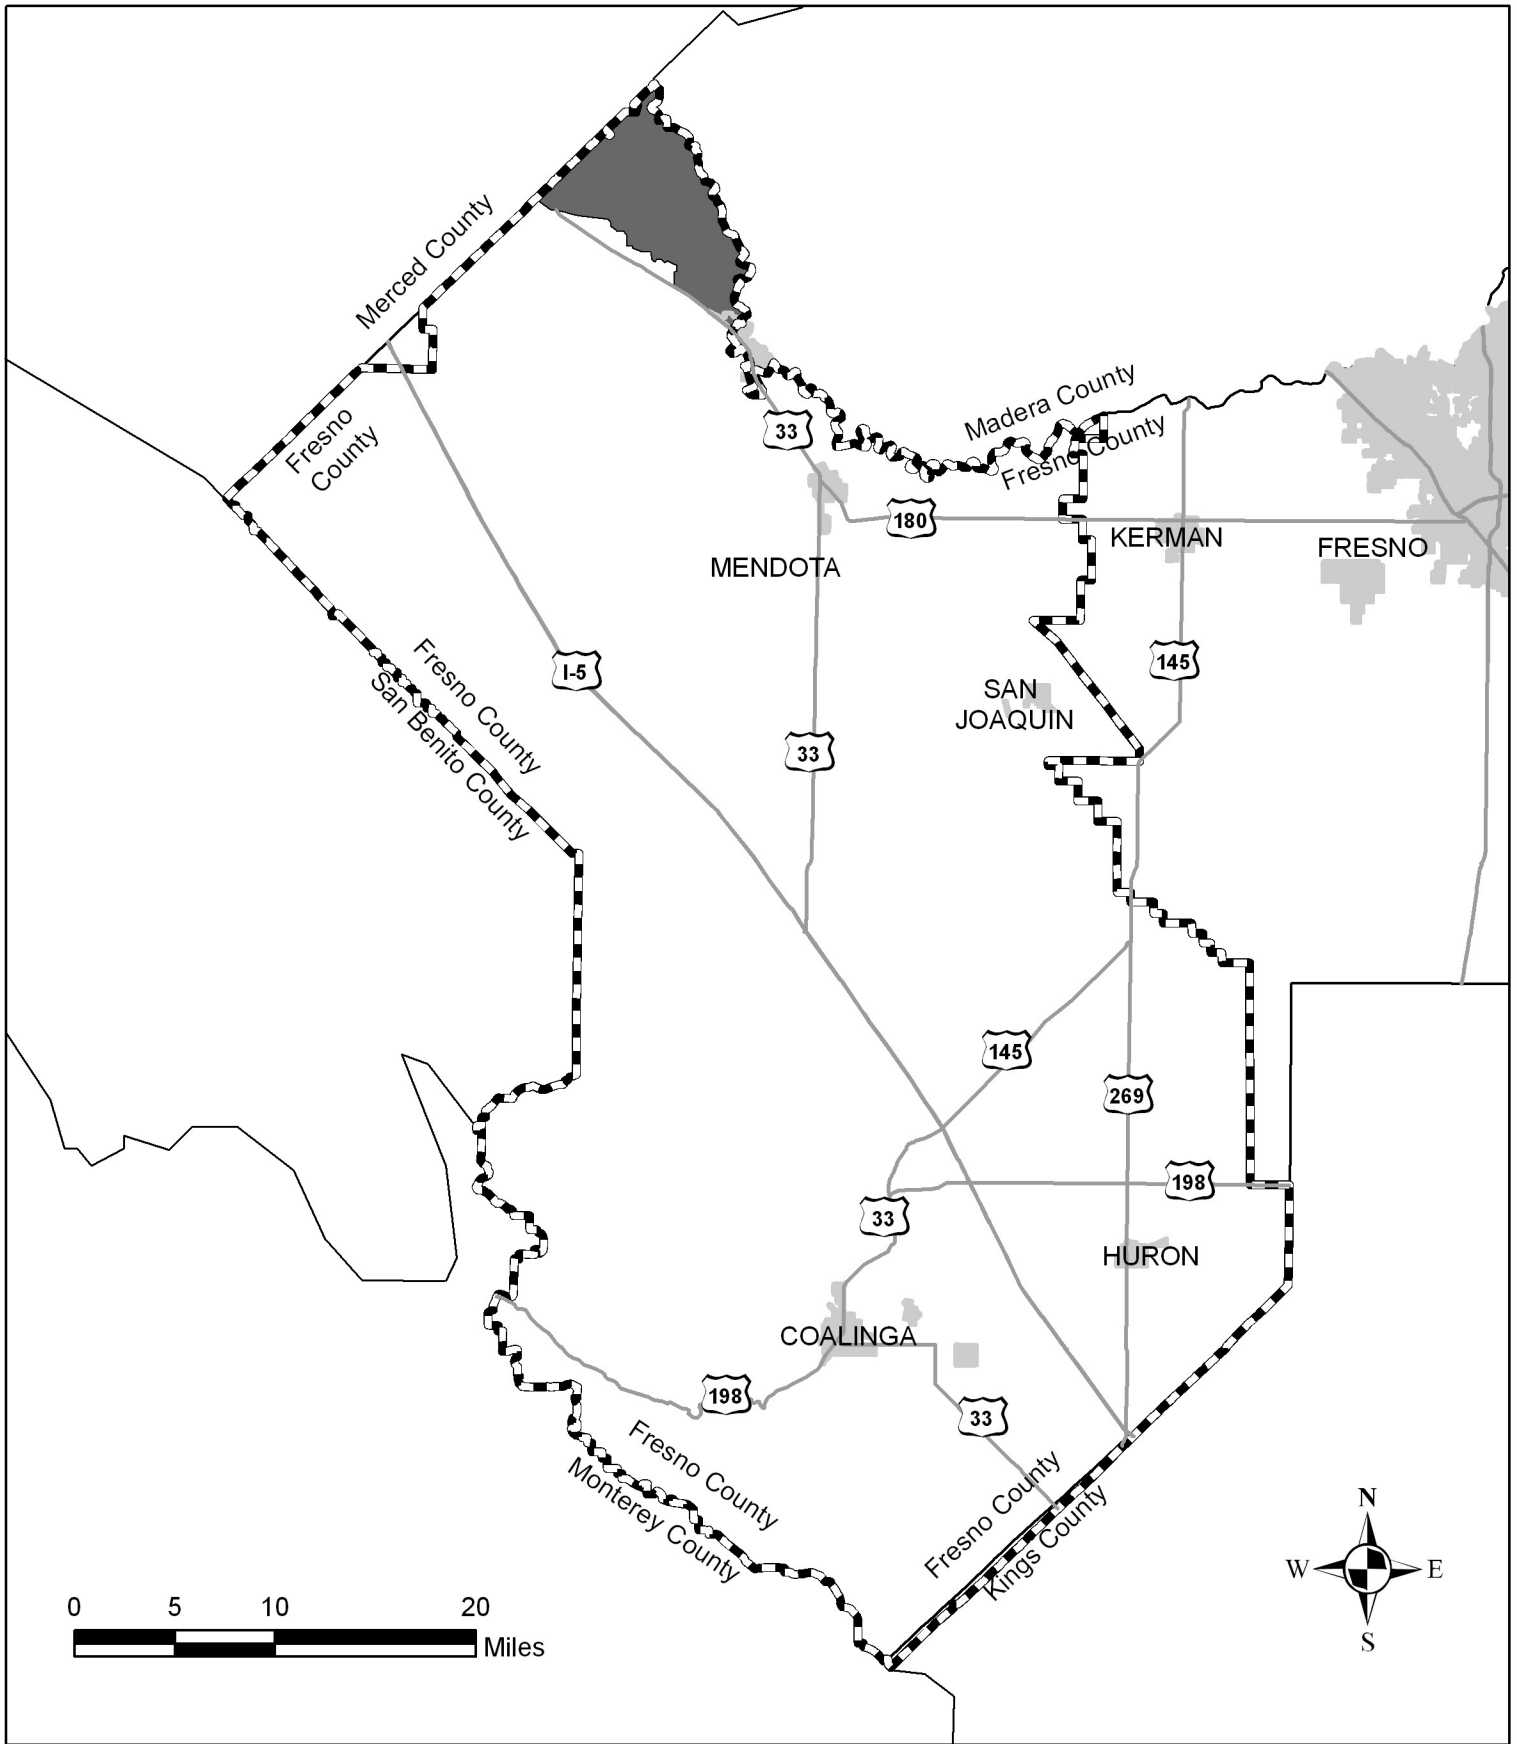 Merced County
Fresno
County
Madera County
Fresno County
33
180
KERMAN
FRESNO
MENDOTA
Fresno County
San Benito County
I-5
145
SAN
JOAQUIN
33
145
269
198
33
HURON
COALINGA
198
33
Fresno County
Monterey County
Fresno County
Kings County
N
W
E
S
0 5 10 20
Miles